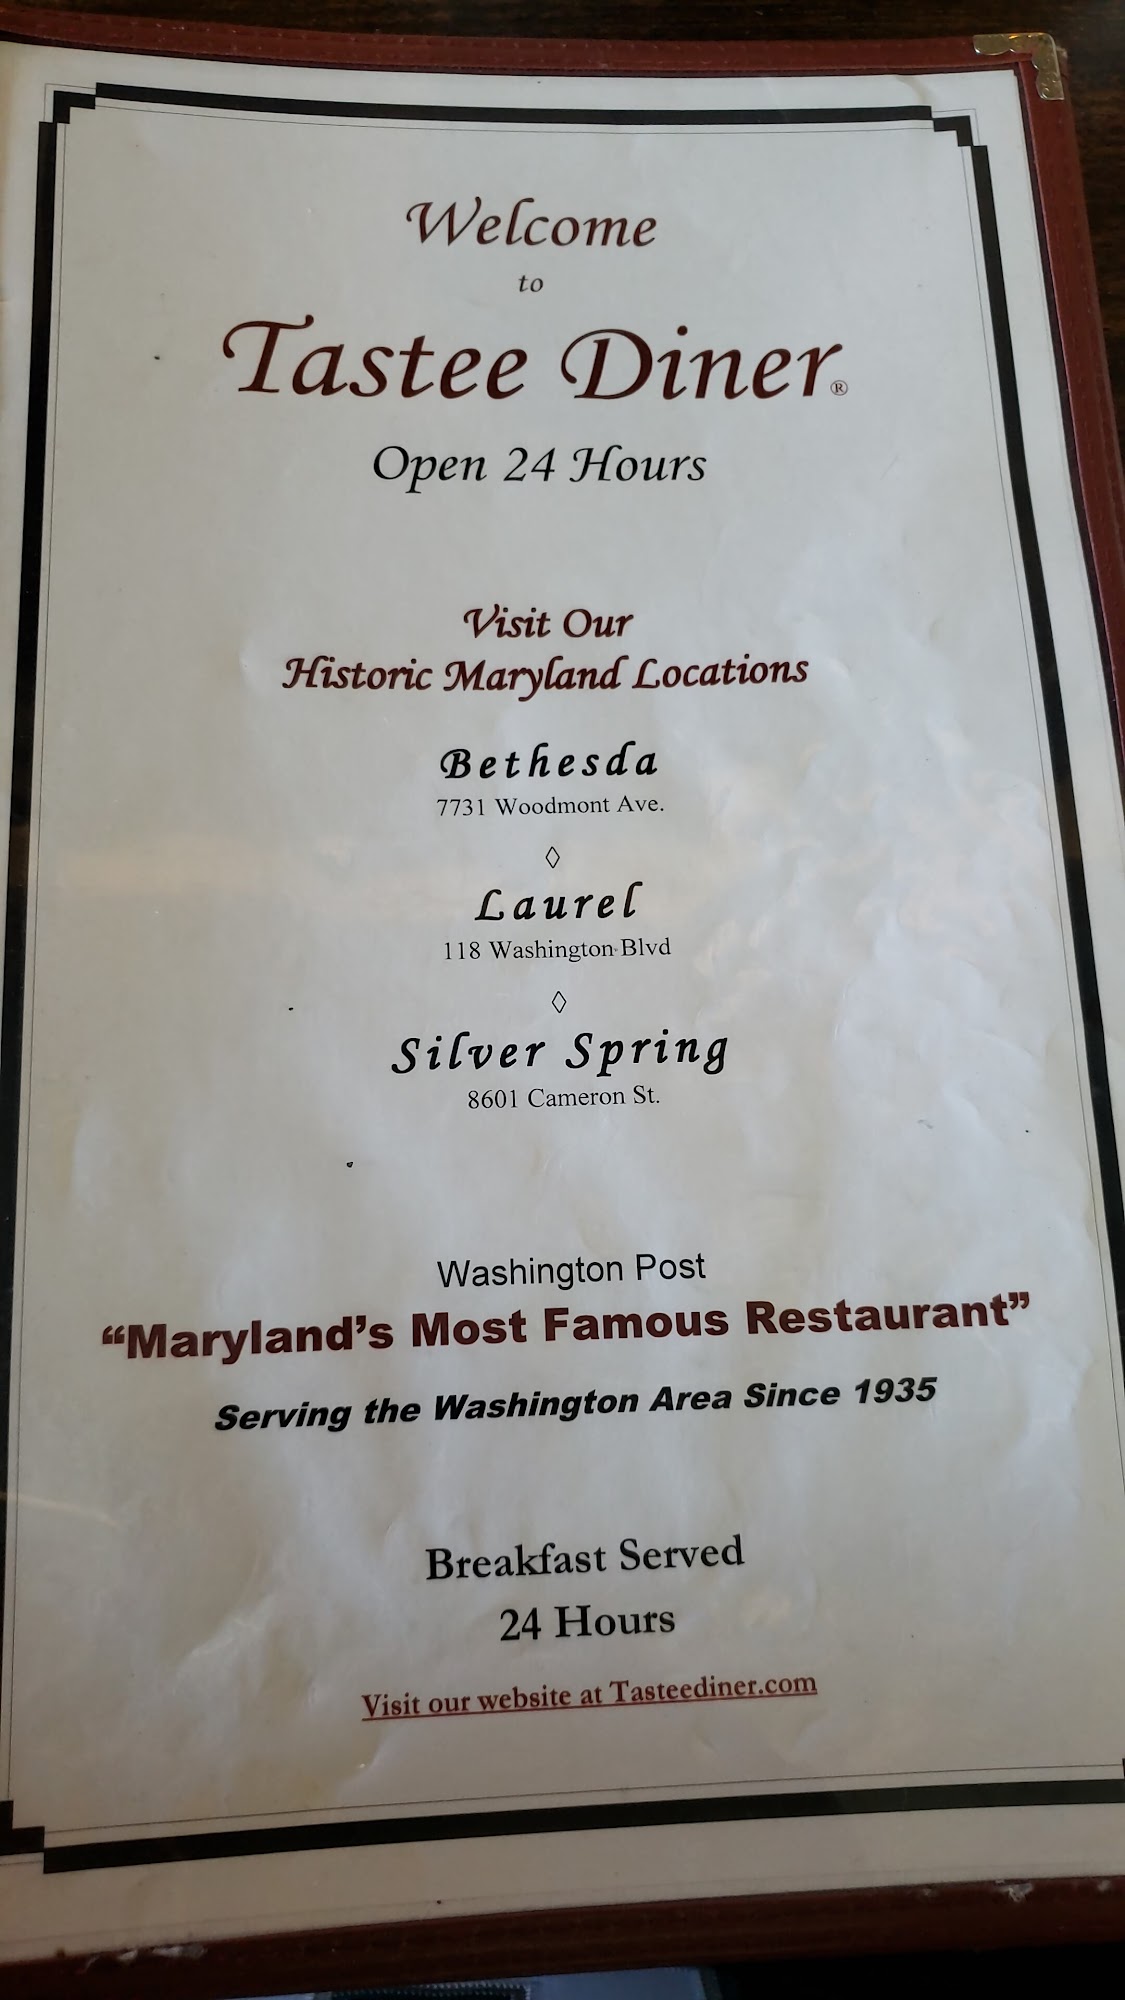 Welcome
to
Tastee Diner®
Open 24 Hours
Visit Our
Historic Maryland Locations
Bethesda
7731 Woodmont Ave.
◊
Laurel
118 Washington Blvd
◊
Silver Spring
8601 Cameron St.
Washington Post
“Maryland’s Most Famous Restaurant”
Serving the Washington Area Since 1935
Breakfast Served
24 Hours
Visit our website at Tasteediner.com